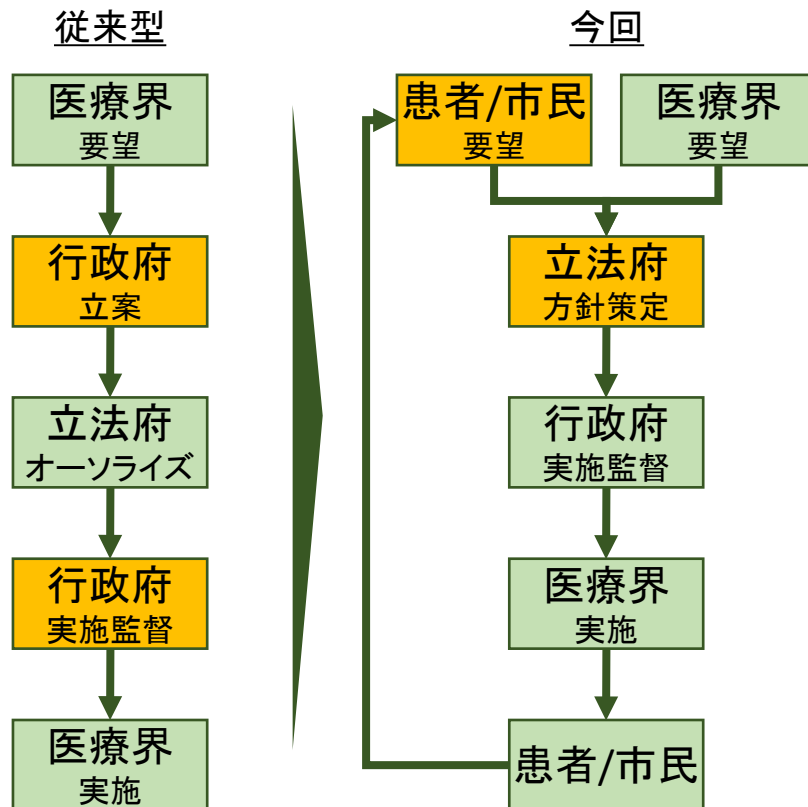 従来型
医療界
要望
行政府
立案
立法府
オーソライズ
行政府
実施監督
医療界
実施
今回
患者/市民
要望
医療界
要望
立法府
方針策定
行政府
実施監督
医療界
実施
患者/市民